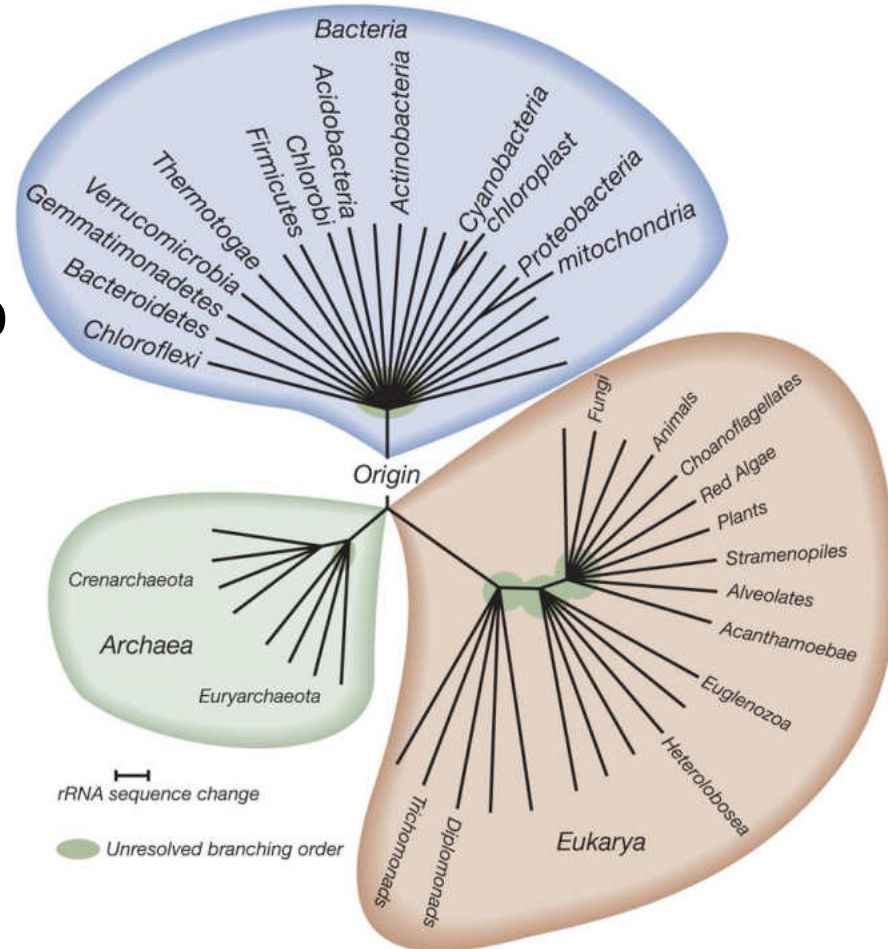 Bacteria
Chloroflexi
Bacteroidetes
Gemmatimonadetes
Verrucomicrobia
Thermotogae
Firmicutes
Chlorobi
Acidobacteria
Actinobacteria
Cyanobacteria
chloroplast
Proteobacteria
mitochondria
Origin
Crenarchaeota
Archaea
Euryarchaeota
Fungi
Animals
Choanoflagellates
Red Algae
Plants
Stramenopiles
Alveolates
Acanthamoebae
Euglenozoa
Heterolobosea
Eukarya
Diplomonads
Trichomonads
rRNA sequence change
Unresolved branching order